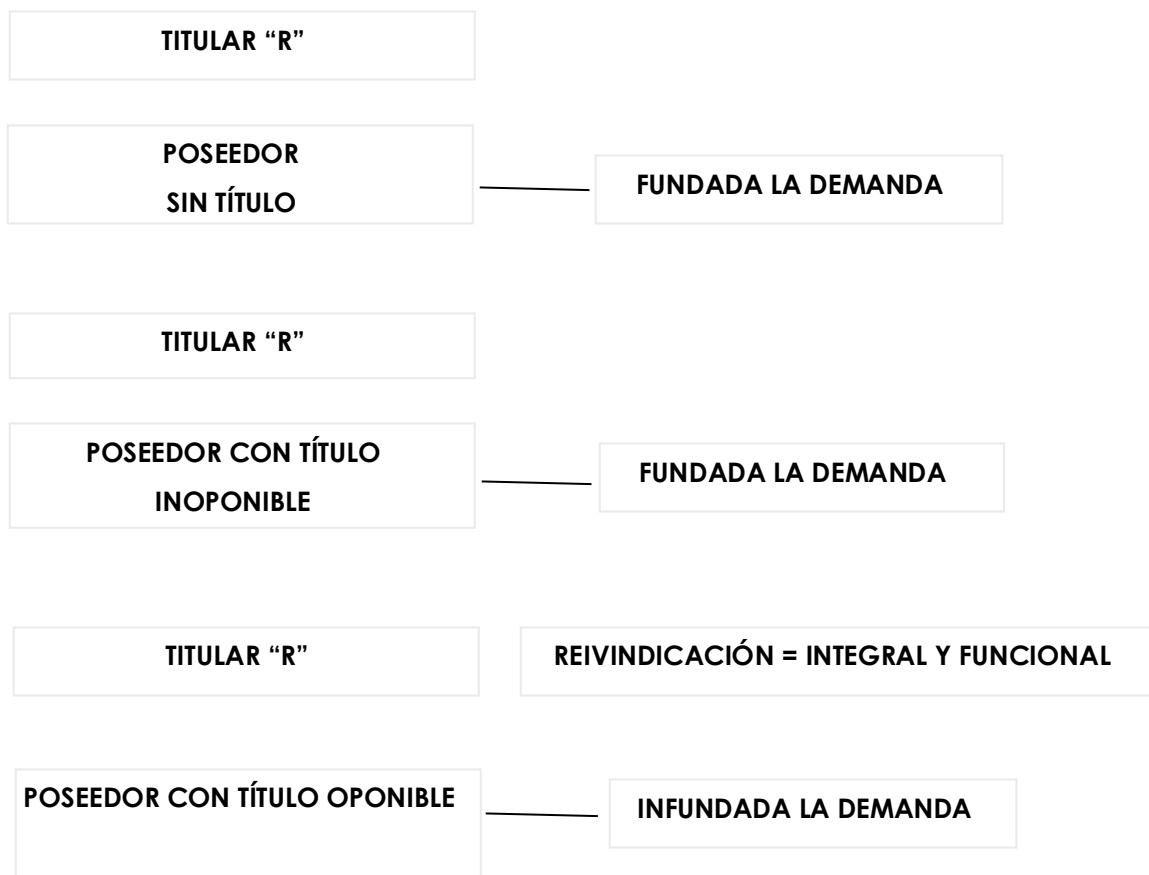 TITULAR “R”
POSEEDOR
SIN TÍTULO
FUNDADA LA DEMANDA
TITULAR “R”
POSEEDOR CON TÍTULO
INOPONIBLE
FUNDADA LA DEMANDA
TITULAR “R”
REIVINDICACIÓN = INTEGRAL Y FUNCIONAL
POSEEDOR CON TÍTULO OPONIBLE
INFUNDADA LA DEMANDA